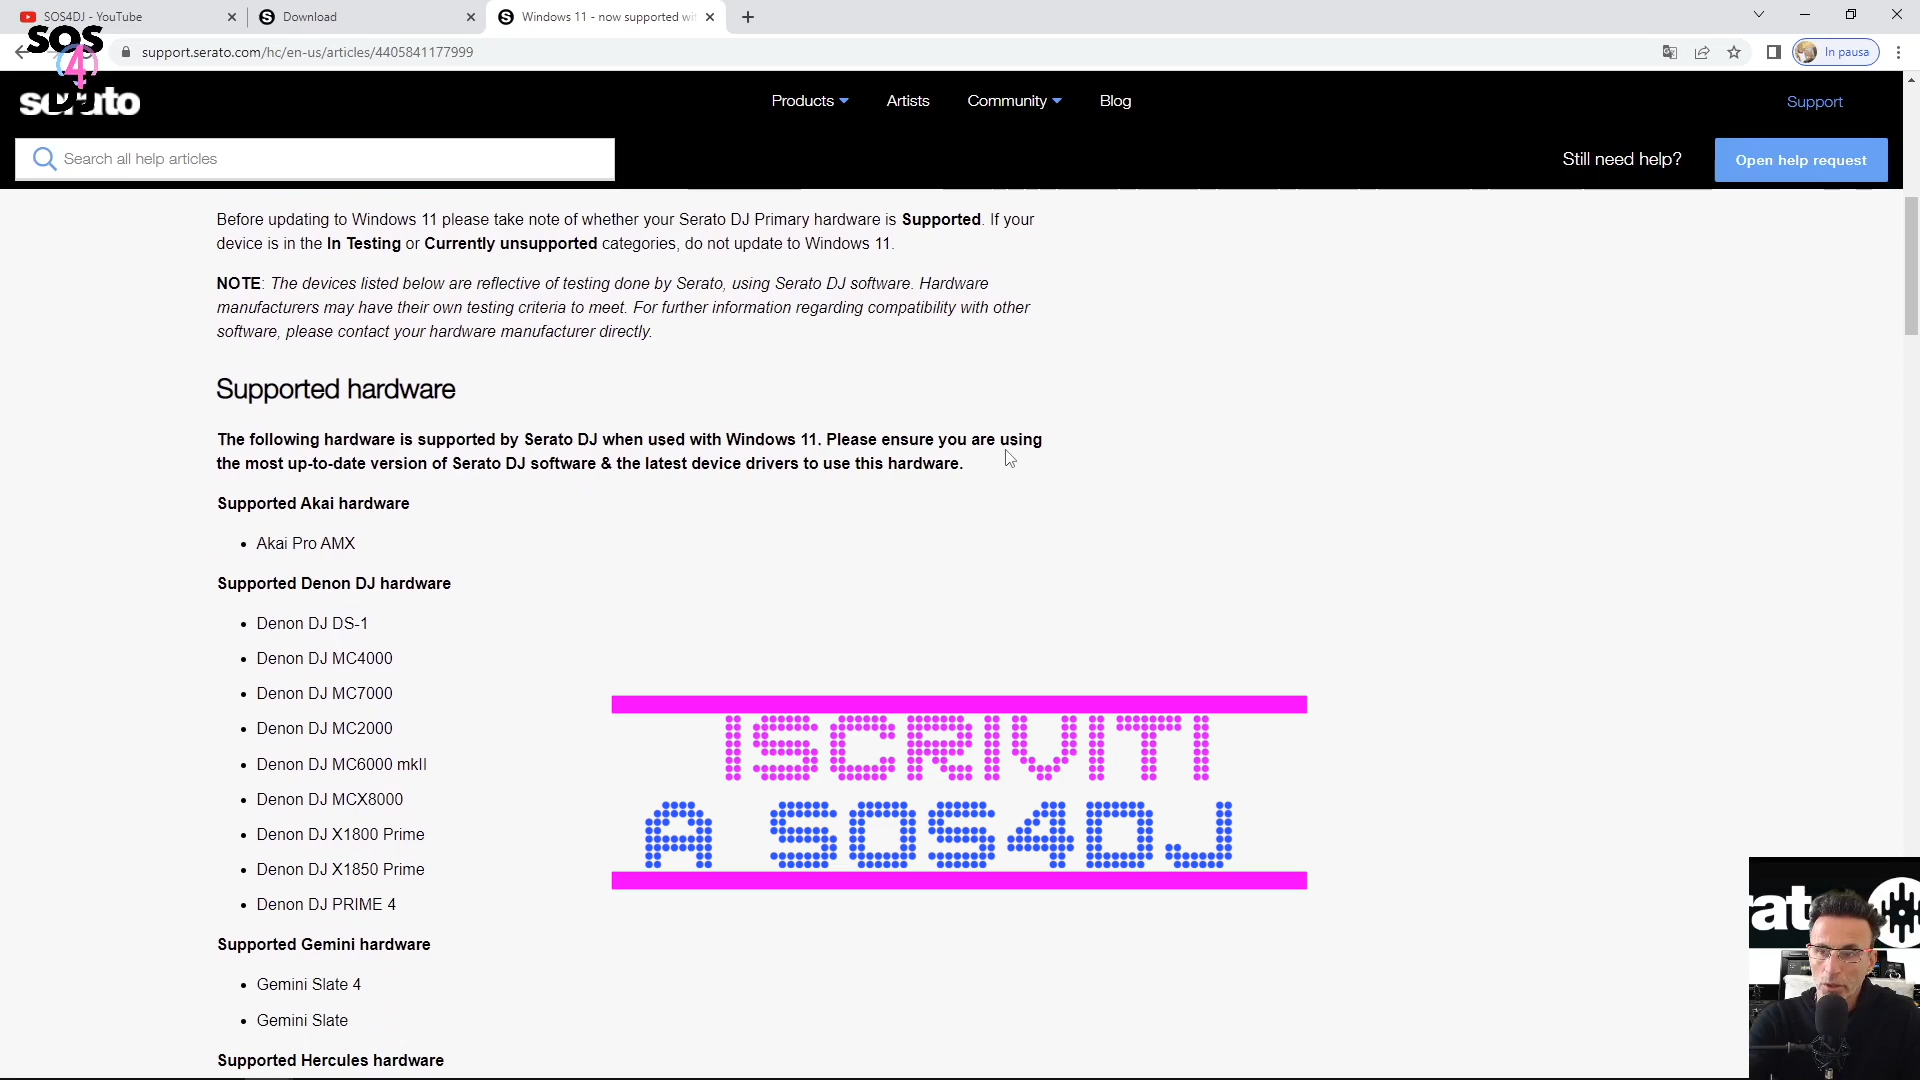 SOS4DJ - YouTube
Download
Windows 11 - now supported wi
support.serato.com/hc/en-us/articles/4405841177999
In pausa
SOS
4
DJ
serato
Products
Artists
Community
Blog
Support
Search all help articles
Still need help?
Open help request
Before updating to Windows 11 please take note of whether your Serato DJ Primary hardware is Supported. If your
device is in the In Testing or Currently unsupported categories, do not update to Windows 11.
NOTE: The devices listed below are reflective of testing done by Serato, using Serato DJ software. Hardware
manufacturers may have their own testing criteria to meet. For further information regarding compatibility with other
software, please contact your hardware manufacturer directly.
Supported hardware
The following hardware is supported by Serato DJ when used with Windows 11. Please ensure you are using
the most up-to-date version of Serato DJ software & the latest device drivers to use this hardware.
Supported Akai hardware
• Akai Pro AMX
Supported Denon DJ hardware
• Denon DJ DS-1
• Denon DJ MC4000
• Denon DJ MC7000
• Denon DJ MC2000
• Denon DJ MC6000 mkII
• Denon DJ MCX8000
• Denon DJ X1800 Prime
• Denon DJ X1850 Prime
• Denon DJ PRIME 4
Supported Gemini hardware
• Gemini Slate 4
• Gemini Slate
Supported Hercules hardware
ISCRIVITI
A SOS4DJ
rato